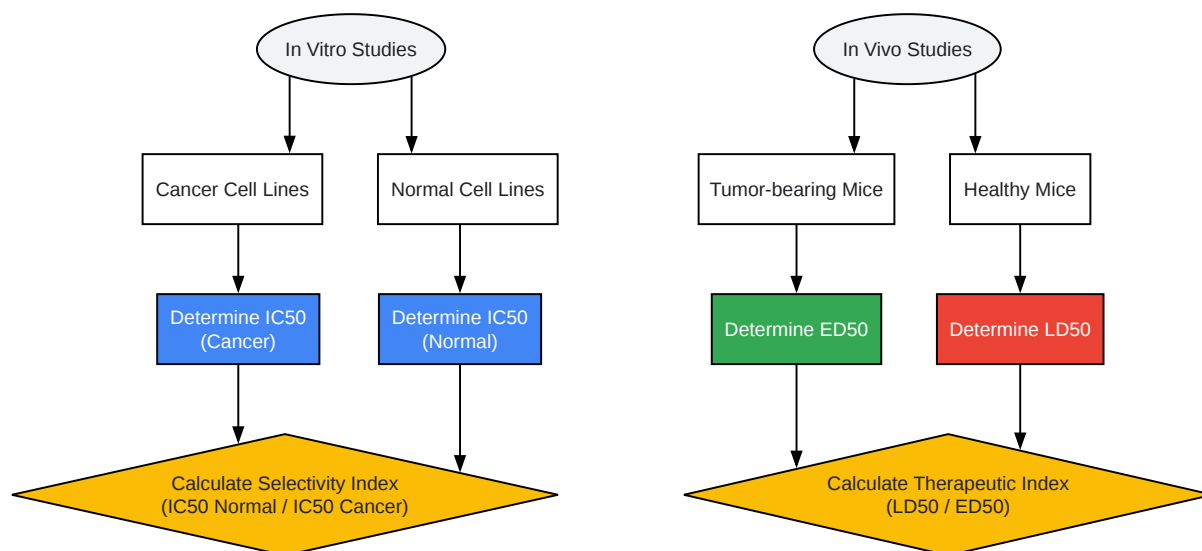 In Vitro Studies
In Vivo Studies
Cancer Cell Lines
Normal Cell Lines
Tumor-bearing Mice
Healthy Mice
Determine IC50
(Cancer)
Determine IC50
(Normal)
Determine ED50
Determine LD50
Calculate Selectivity Index
(IC50 Normal / IC50 Cancer)
Calculate Therapeutic Index
(LD50 / ED50)